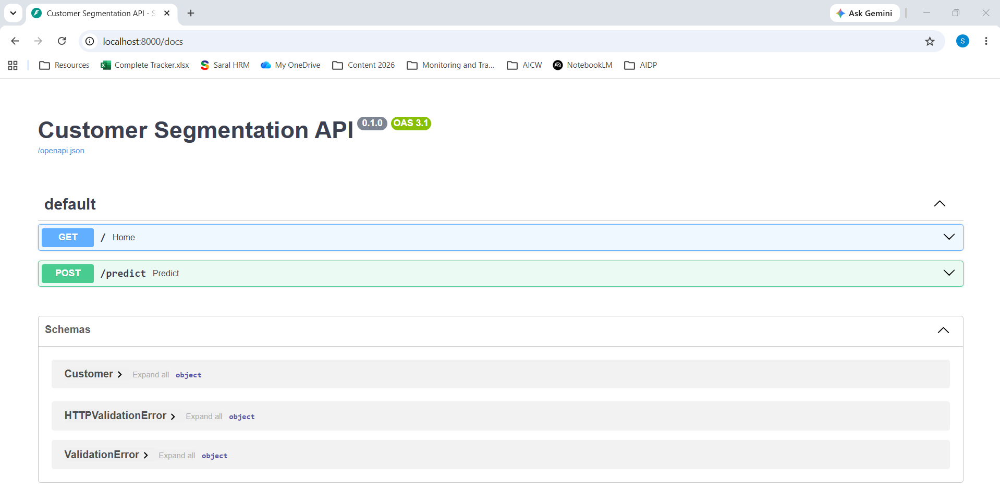 Customer Segmentation API - S
Ask Gemini
localhost:8000/docs
S
Resources Complete Tracker.xlsx Saral HRM My OneDrive Content 2026 Monitoring and Tra... AICW NotebookLM AIDP
Customer Segmentation API 0.1.0 OAS 3.1
/openapi.json
default
GET / Home
POST /predict Predict
Schemas
Customer Expand all object
HTTPValidationError Expand all object
ValidationError Expand all object